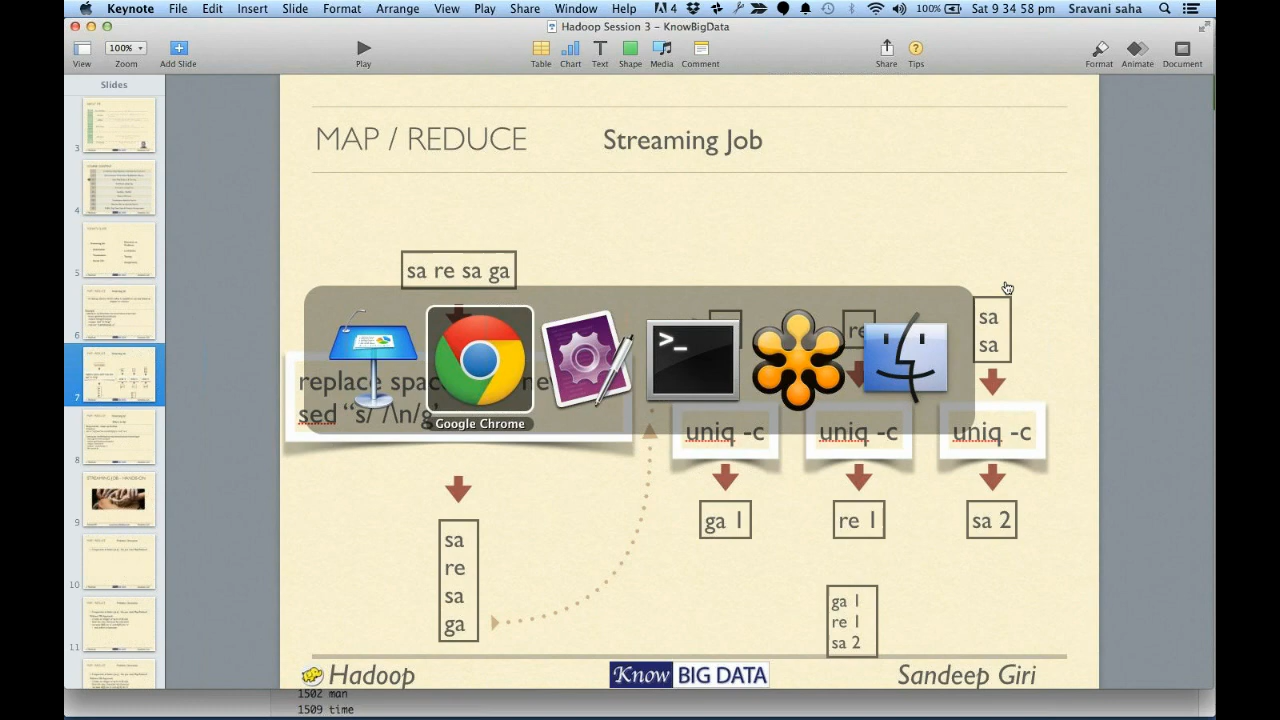 Keynote File Edit Insert Slide Format Arrange View Play Share Window Help 4 100% Sat 9 34 58 pm Sravani saha
Hadoop Session 3 – KnowBigData
100%
View Zoom Add Slide Play Table Chart Text Shape Media Comment Share Tips Format Animate Document
Slides
3
4
5
6
7
8
9
10
11
MAP / REDUCE Streaming Job
sa re sa ga
re
sa
sa
replace spac ne
sed “s/ /\n/g’
Google Chrome
uniq -c uniq -c uniq -c
ga 1 re 1 sa 2
sa
re
sa
ga
ga 1
re 1
sa 2
Hadoop Know BIG DATA Sandeep Giri
1502 man
1509 time